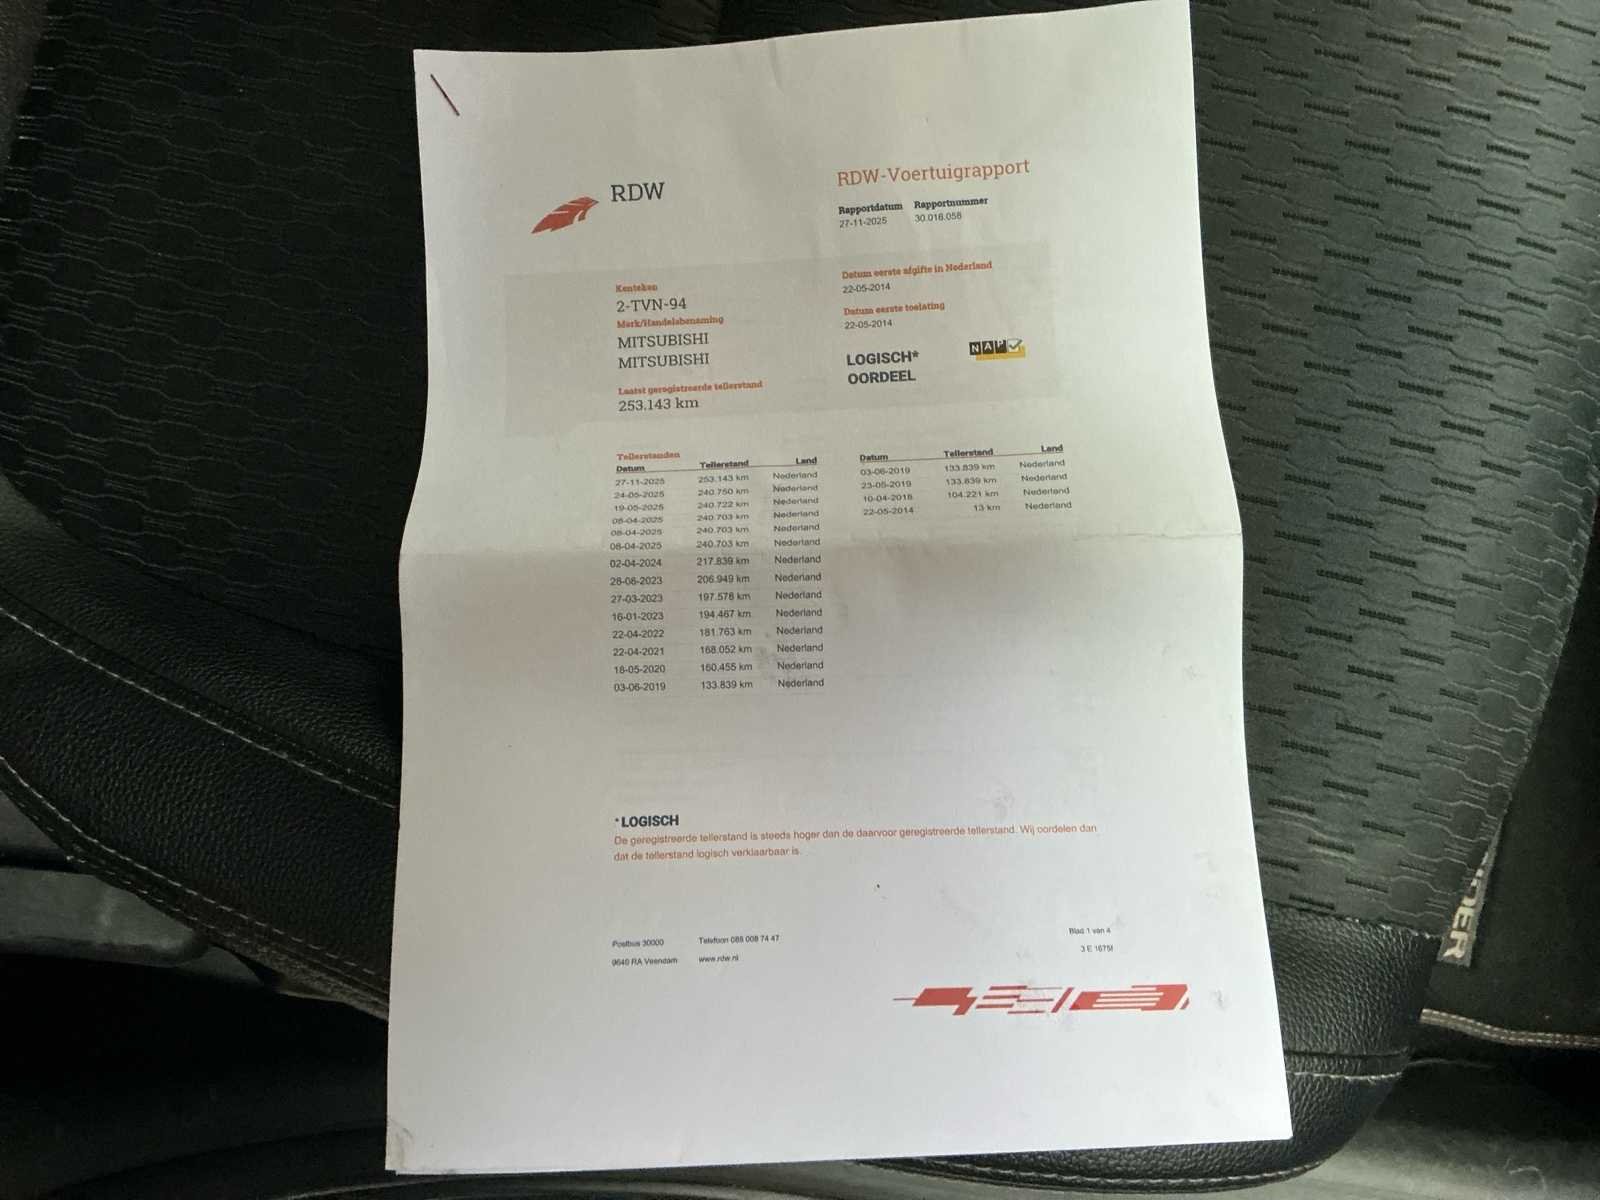 RDW
RDW-Voertuigrapport
Rapportdatum Rapportnummer
27-11-2025 30.016.058
Kenteken
2-TVN-94
Merk/Handelsbenaming
MITSUBISHI
MITSUBISHI
Laatst geregistreerde tellerstand
253.143 km
Datum eerste afgifte in Nederland
22-05-2014
Datum eerste toelating
22-05-2014
LOGISCH*
OORDEEL
NAP
Tellerstanden
Datum Tellerstand Land
27-11-2025 253.143 km Nederland
24-05-2025 240.750 km Nederland
19-05-2025 240.722 km Nederland
08-04-2025 240.703 km Nederland
08-04-2025 240.703 km Nederland
08-04-2025 240.703 km Nederland
02-04-2024 217.839 km Nederland
28-08-2023 206.949 km Nederland
27-03-2023 197.578 km Nederland
16-01-2023 194.467 km Nederland
22-04-2022 181.763 km Nederland
22-04-2021 168.052 km Nederland
18-05-2020 160.455 km Nederland
03-06-2019 133.839 km Nederland
Datum Tellerstand Land
03-06-2019 133.839 km Nederland
23-05-2019 133.839 km Nederland
10-04-2018 104.221 km Nederland
22-05-2014 13 km Nederland
*LOGISCH
De geregistreerde tellerstand is steeds hoger dan de daarvoor geregistreerde tellerstand. Wij oordelen dan
dat de tellerstand logisch verklaarbaar is.
Postbus 30000 Telefoon 088 008 74 47
9640 RA Veendam www.rdw.nl
Blad 1 van 4
3 E 1675f